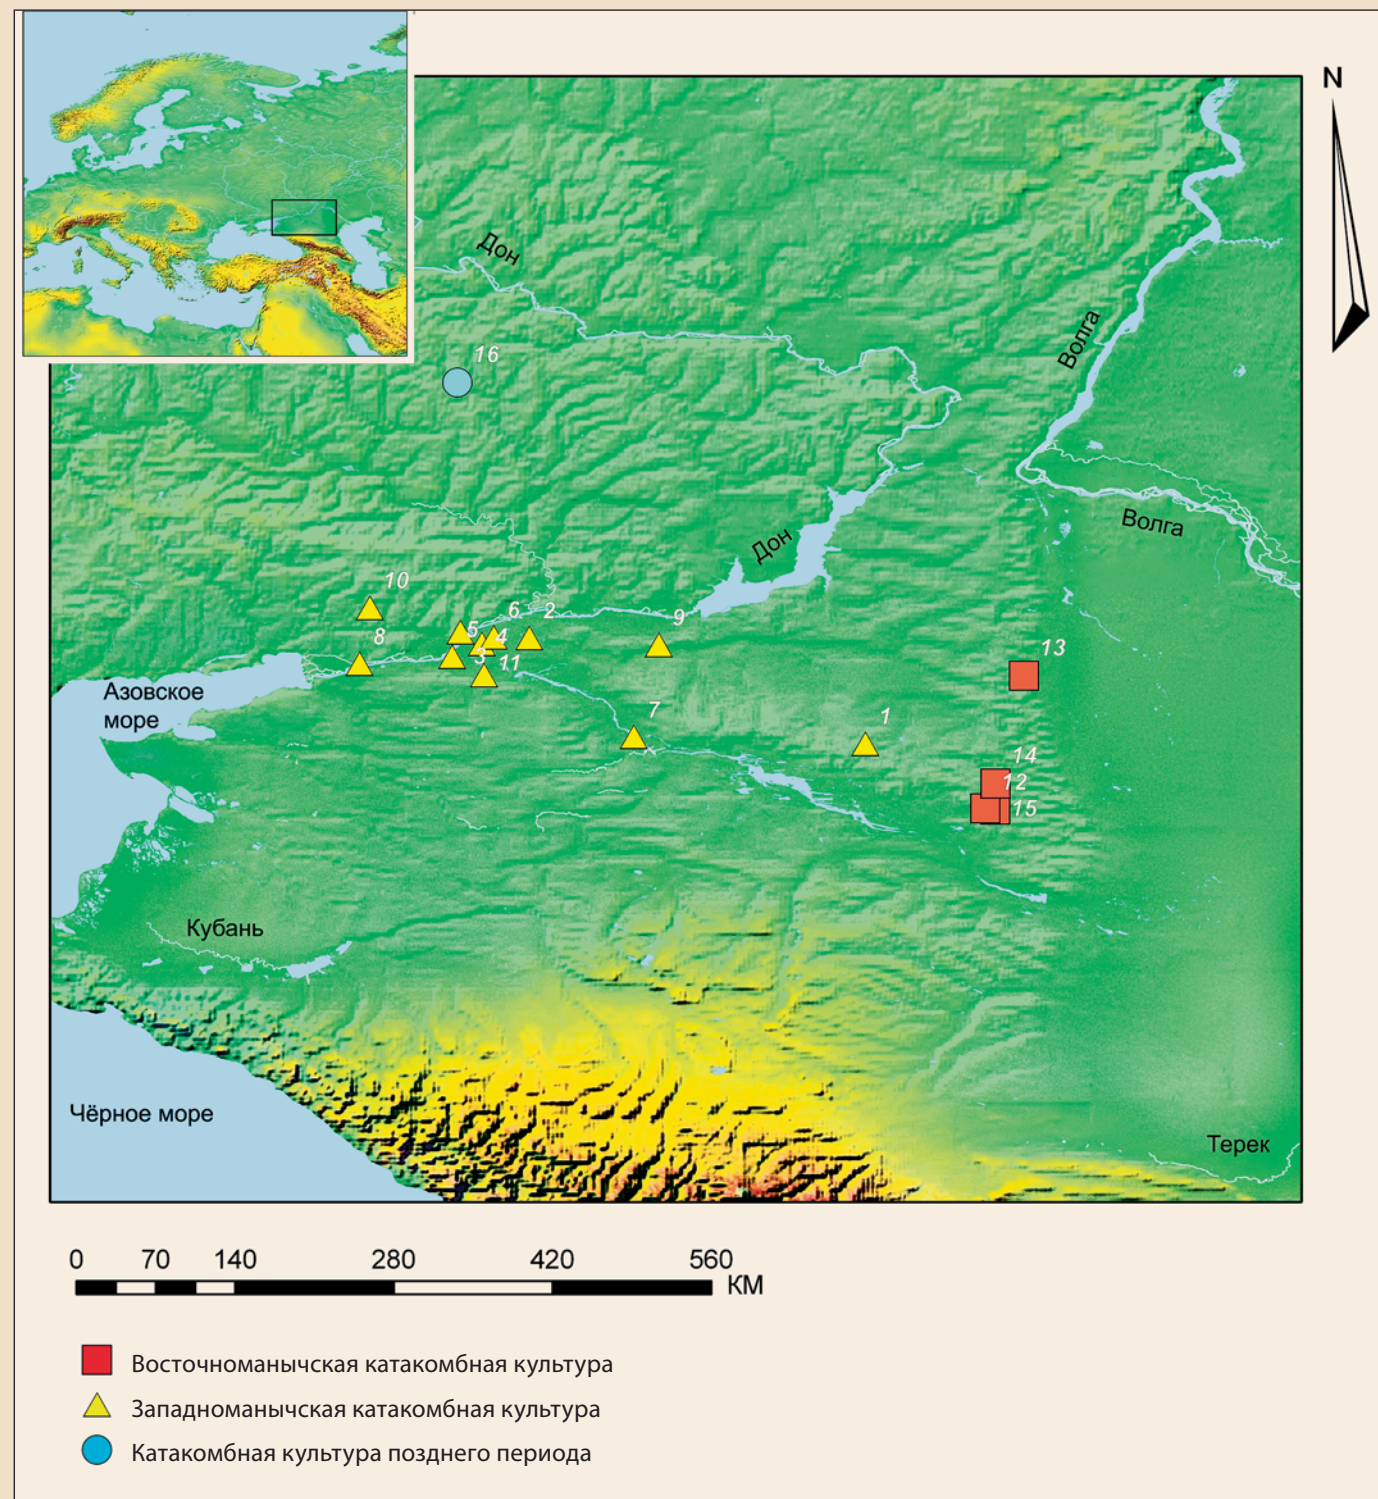 N
Дон
16
Волга
Волга
Дон
10
6
2
5
4
9
8
3
11
13
Азовское
море
7
1
14
12
15
Кубань
Чёрное море
Терек
0 70 140 280 420 560
КМ
Восточноманычская катакомбная культура
Западноманычская катакомбная культура
Катакомбная культура позднего периода